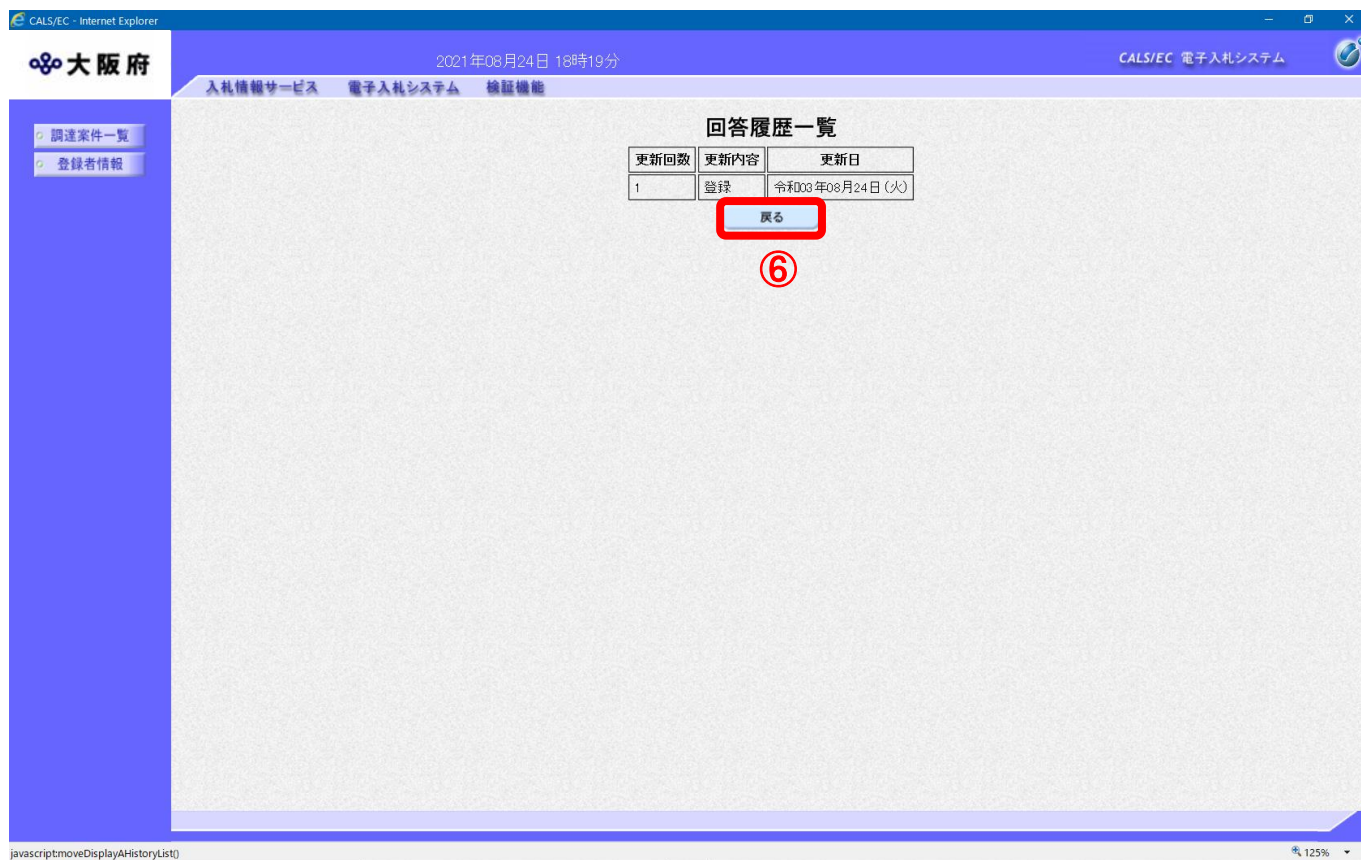 CALS/EC - Internet Explorer
大阪府
2021年08月24日 18時19分
CALS/EC 電子入札システム
入札情報サービス 電子入札システム 検証機能
調達案件一覧
登録者情報
回答履歴一覧
更新回数 更新内容 更新日
1 登録 令和03年08月24日(火)
戻る
⑥
javascript:moveDisplayAHistoryList()
125%